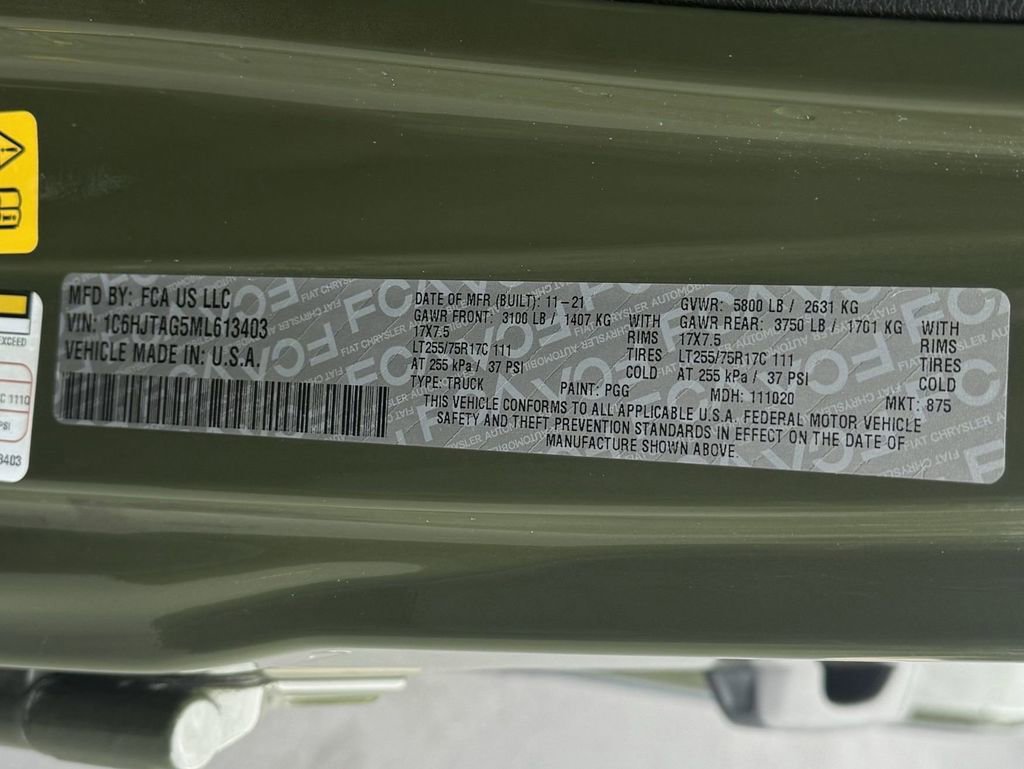 MFD BY: FCA US LLC
VIN: 1C6HJTAG5ML613403
VEHICLE MADE IN: U.S.A.
DATE OF MFR (BUILT): 11-21
GAWR FRONT: 3100 LB / 1407 KG WITH
17X7.5 RIMS
LT255/75R17C 111 TIRES
AT 255 kPa / 37 PSI COLD
TYPE: TRUCK PAINT: PGG
GVWR: 5800 LB / 2631 KG
GAWR REAR: 3750 LB / 1701 KG WITH
17X7.5 RIMS
LT255/75R17C 111 TIRES
AT 255 kPa / 37 PSI COLD
MDH: 111020 MKT: 875
THIS VEHICLE CONFORMS TO ALL APPLICABLE U.S.A. FEDERAL MOTOR VEHICLE
SAFETY AND THEFT PREVENTION STANDARDS IN EFFECT ON THE DATE OF
MANUFACTURE SHOWN ABOVE.
EXCEED
C 111
PSI
3403